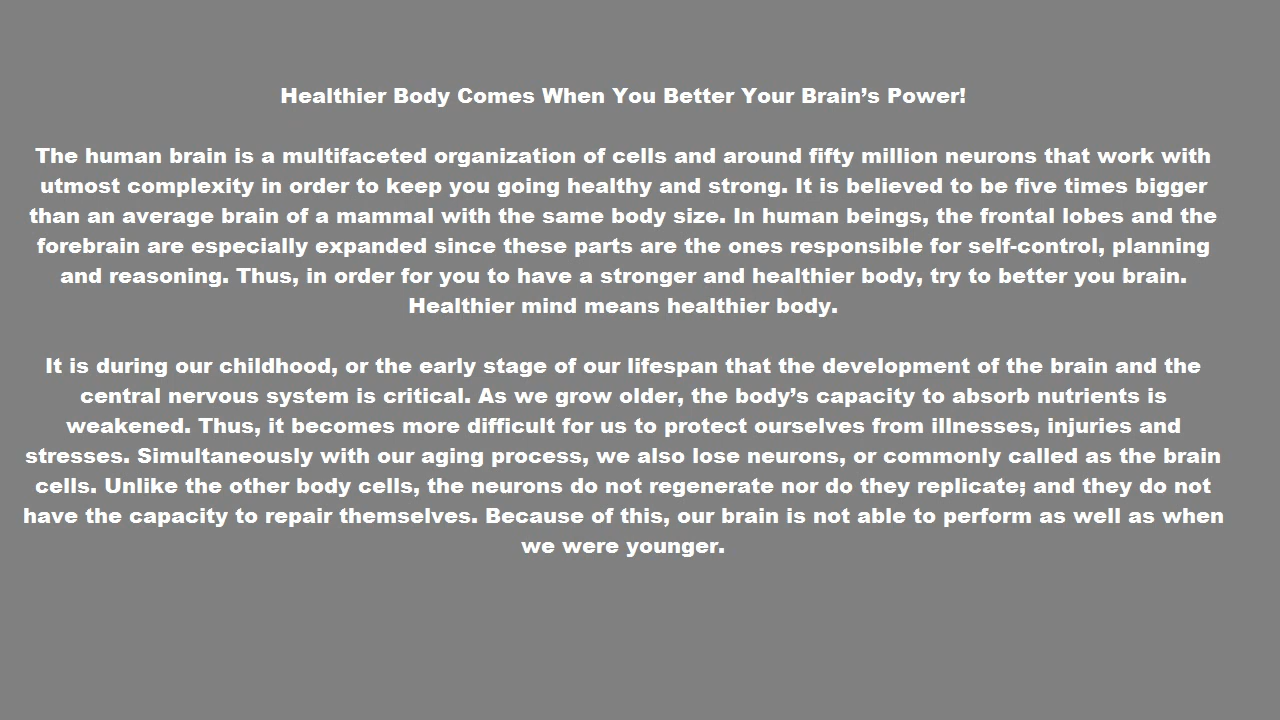 Healthier Body Comes When You Better Your Brain’s Power!
The human brain is a multifaceted organization of cells and around fifty million neurons that work with
utmost complexity in order to keep you going healthy and strong. It is believed to be five times bigger
than an average brain of a mammal with the same body size. In human beings, the frontal lobes and the
forebrain are especially expanded since these parts are the ones responsible for self-control, planning
and reasoning. Thus, in order for you to have a stronger and healthier body, try to better you brain.
Healthier mind means healthier body.
It is during our childhood, or the early stage of our lifespan that the development of the brain and the
central nervous system is critical. As we grow older, the body’s capacity to absorb nutrients is
weakened. Thus, it becomes more difficult for us to protect ourselves from illnesses, injuries and
stresses. Simultaneously with our aging process, we also lose neurons, or commonly called as the brain
cells. Unlike the other body cells, the neurons do not regenerate nor do they replicate; and they do not
have the capacity to repair themselves. Because of this, our brain is not able to perform as well as when
we were younger.